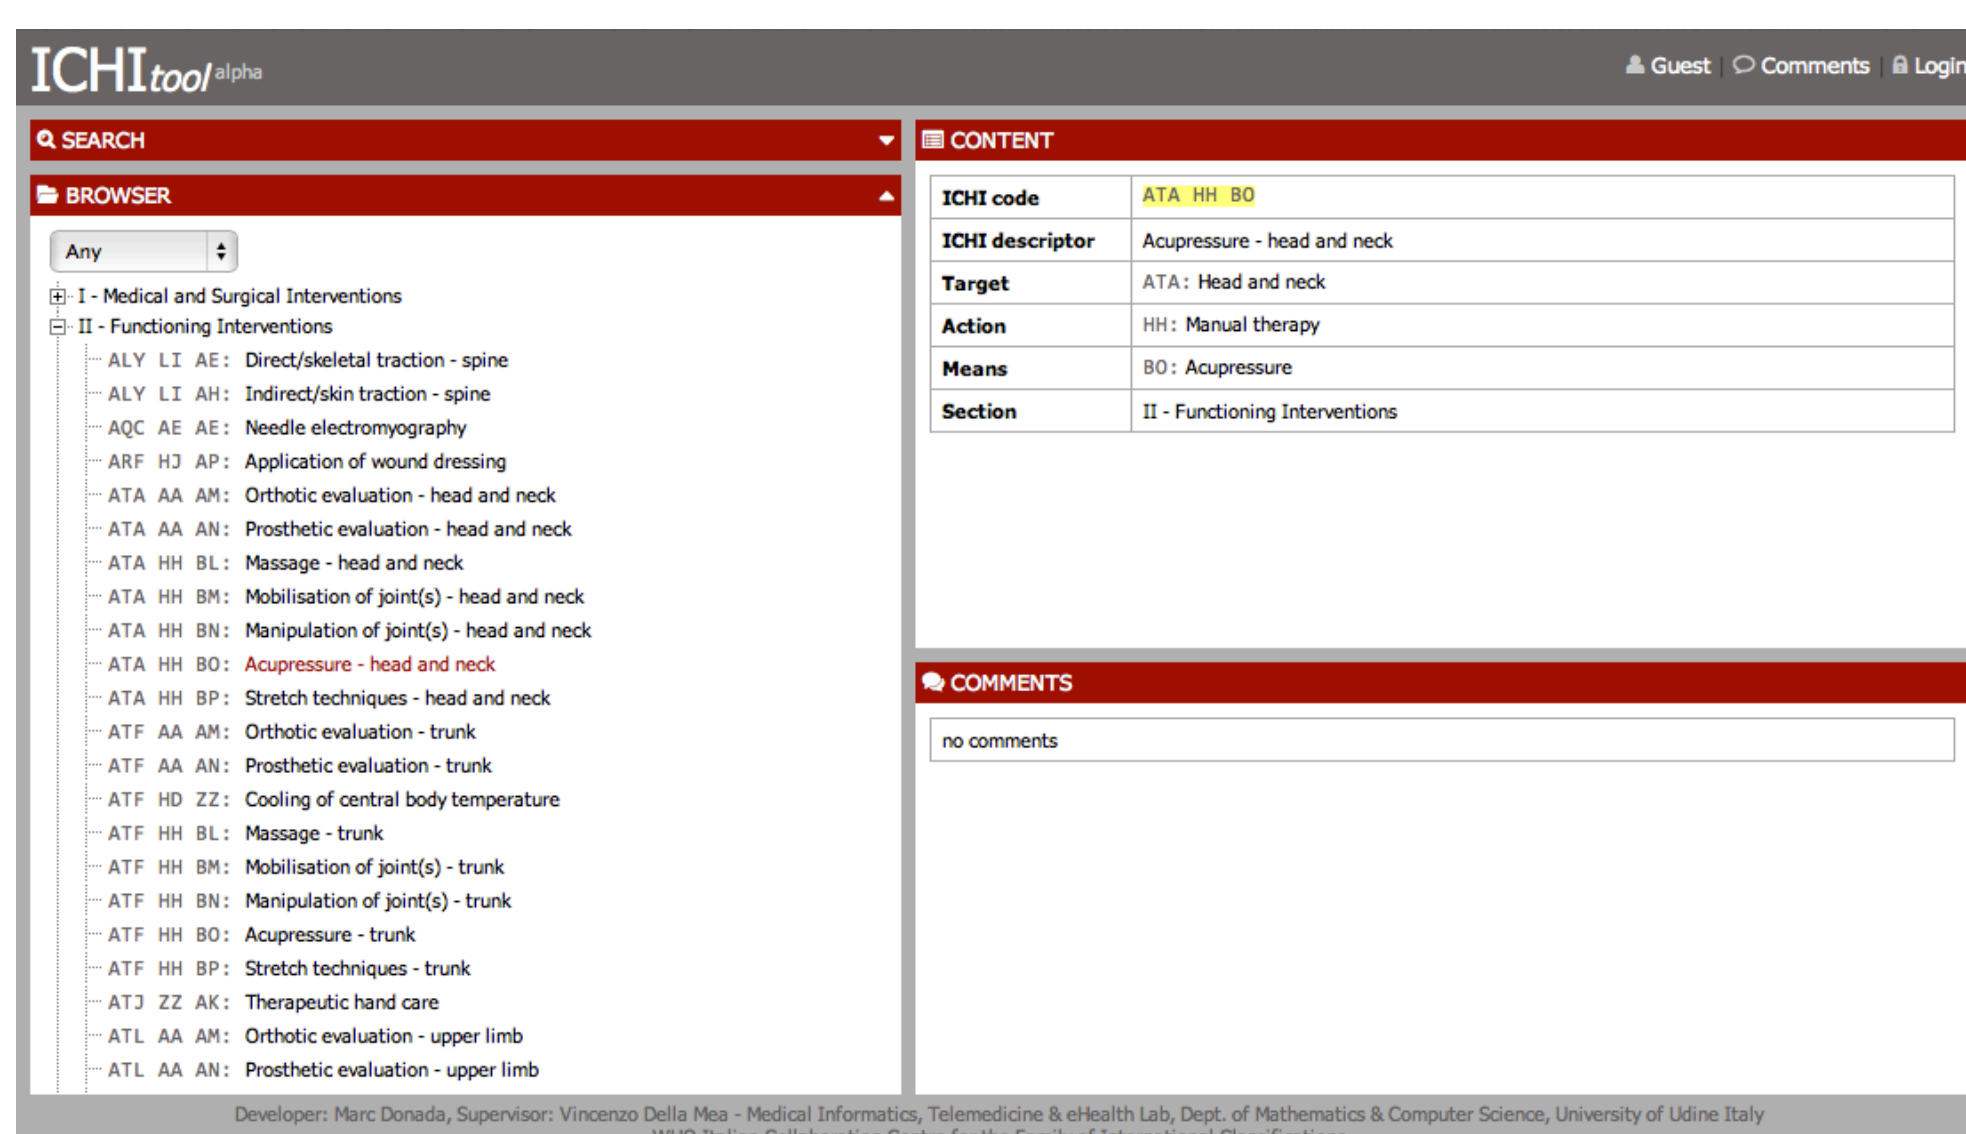 ICHItool alpha
Guest | Comments | Login
SEARCH
BROWSER
Any
I - Medical and Surgical Interventions
II - Functioning Interventions
ALY LI AE: Direct/skeletal traction - spine
ALY LI AH: Indirect/skin traction - spine
AQC AE AE: Needle electromyography
ARF HJ AP: Application of wound dressing
ATA AA AM: Orthotic evaluation - head and neck
ATA AA AN: Prosthetic evaluation - head and neck
ATA HH BL: Massage - head and neck
ATA HH BM: Mobilisation of joint(s) - head and neck
ATA HH BN: Manipulation of joint(s) - head and neck
ATA HH BO: Acupressure - head and neck
ATA HH BP: Stretch techniques - head and neck
ATF AA AM: Orthotic evaluation - trunk
ATF AA AN: Prosthetic evaluation - trunk
ATF HD ZZ: Cooling of central body temperature
ATF HH BL: Massage - trunk
ATF HH BM: Mobilisation of joint(s) - trunk
ATF HH BN: Manipulation of joint(s) - trunk
ATF HH BO: Acupressure - trunk
ATF HH BP: Stretch techniques - trunk
ATJ ZZ AK: Therapeutic hand care
ATL AA AM: Orthotic evaluation - upper limb
ATL AA AN: Prosthetic evaluation - upper limb
CONTENT
ICHI code ATA HH BO
ICHI descriptor Acupressure - head and neck
Target ATA: Head and neck
Action HH: Manual therapy
Means BO: Acupressure
Section II - Functioning Interventions
COMMENTS
no comments
Developer: Marc Donada, Supervisor: Vincenzo Della Mea - Medical Informatics, Telemedicine & eHealth Lab, Dept. of Mathematics & Computer Science, University of Udine Italy
WHO Italian Collaborating Centre for the Family of International Classifications